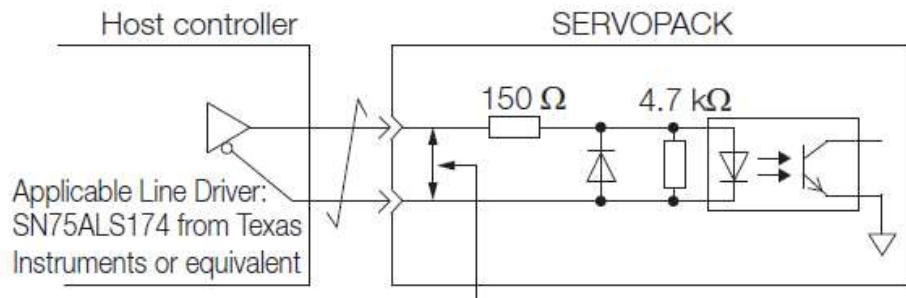 Host controller
SERVOPACK
150 Ω
4.7 kΩ
Applicable Line Driver:
SN75ALS174 from Texas
Instruments or equivalent